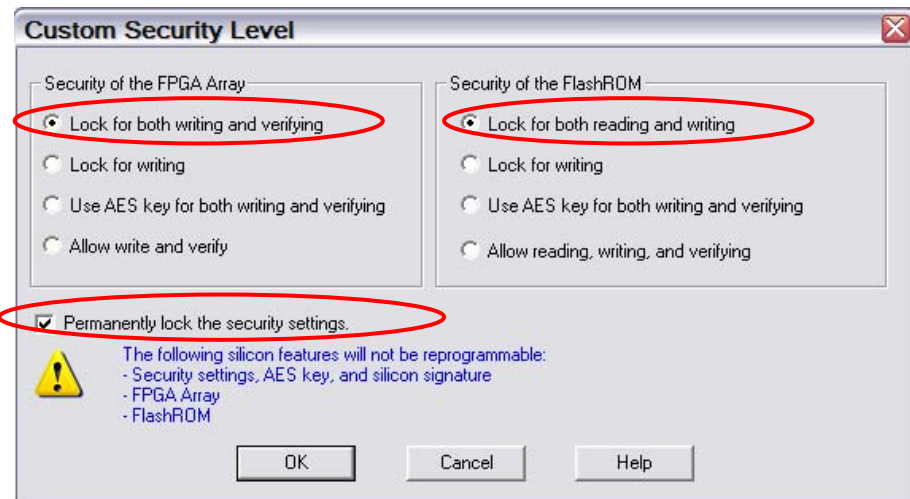 Custom Security Level
Security of the FPGA Array
Lock for both writing and verifying
Lock for writing
Use AES key for both writing and verifying
Allow write and verify
Security of the FlashROM
Lock for both reading and writing
Lock for writing
Use AES key for both writing and verifying
Allow reading, writing, and verifying
Permanently lock the security settings.
The following silicon features will not be reprogrammable:
- Security settings, AES key, and silicon signature
- FPGA Array
- FlashROM
OK
Cancel
Help